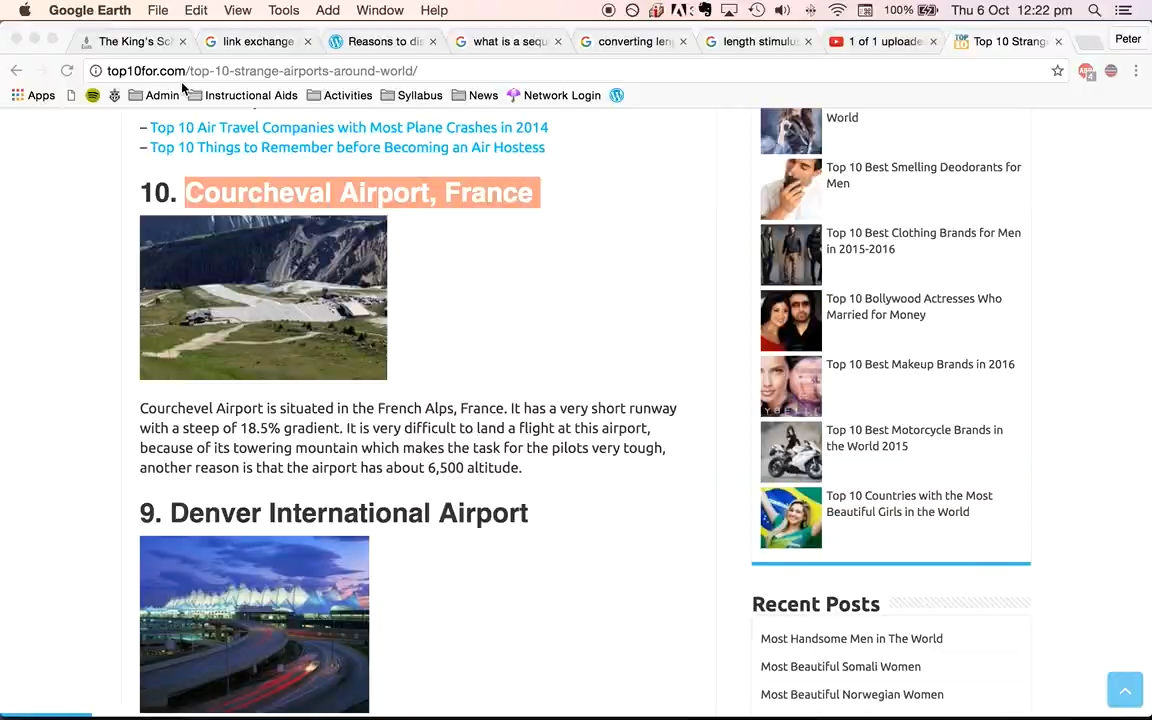 Google Earth File Edit View Tools Add Window Help 100% Thu 6 Oct 12:22 pm
The King's Sch link exchange Reasons to dis what is a sequ converting len length stimulus 1 of 1 uploade Top 10 Strang Peter
top10for.com/top-10-strange-airports-around-world/
Apps Admin Instructional Aids Activities Syllabus News Network Login
– Top 10 Air Travel Companies with Most Plane Crashes in 2014
– Top 10 Things to Remember before Becoming an Air Hostess
10. Courcheval Airport, France
Courchevel Airport is situated in the French Alps, France. It has a very short runway
with a steep of 18.5% gradient. It is very difficult to land a flight at this airport,
because of its towering mountain which makes the task for the pilots very tough,
another reason is that the airport has about 6,500 altitude.
9. Denver International Airport
World
Top 10 Best Smelling Deodorants for
Men
Top 10 Best Clothing Brands for Men
in 2015-2016
Top 10 Bollywood Actresses Who
Married for Money
Top 10 Best Makeup Brands in 2016
Top 10 Best Motorcycle Brands in
the World 2015
Top 10 Countries with the Most
Beautiful Girls in the World
Recent Posts
Most Handsome Men in The World
Most Beautiful Somali Women
Most Beautiful Norwegian Women